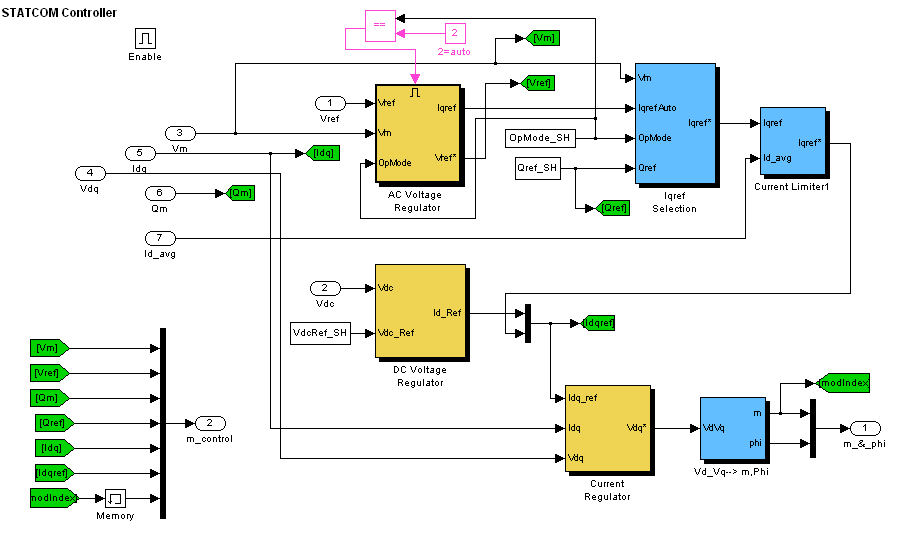 STATCOM Controller
Enable
==
2
2=auto
[Vm]
[Vref]
1
Vref
3
Vm
5
Idq
[Idq]
4
Vdq
6
Qm
[Qm]
7
Id_avg
Vref
Vm
OpMode
Iqref
Vref*
AC Voltage
Regulator
OpMode_SH
Qref_SH
[Qref]
Vm
IqrefAuto
OpMode
Qref
Iqref*
Iqref
Selection
Iqref
Id_avg
Iqref*
Current Limiter1
2
Vdc
VdcRef_SH
Vdc
Vdc_Ref
Id_Ref
DC Voltage
Regulator
[Idqref]
Idq_ref
Idq
Vdq
Vdq*
Current
Regulator
VdVq
m
phi
Vd_Vq--> m,Phi
modIndex
1
m_&_phi
[Vm]
[Vref]
[Qm]
[Qref]
[Idq]
[Idqref]
modIndex
Memory
2
m_control